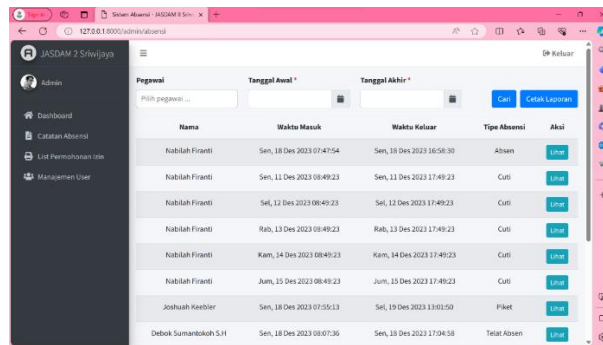 Sign in
Sistem Absensi - JASDAM II Sriwi
127.0.0.1:8000/admin/absensi
JASDAM 2 Sriwijaya
Keluar
Admin
Dashboard
Catatan Absensi
List Permohonan Izin
Manajemen User
Pegawai Tanggal Awal * Tanggal Akhir *
Pilih pegawai ... Cari Cetak Laporan
Nama Waktu Masuk Waktu Keluar Tipe Absensi Aksi
Nabilah Firanti Sen, 18 Des 2023 07:47:54 Sen, 18 Des 2023 16:58:30 Absen Lihat
Nabilah Firanti Sen, 11 Des 2023 08:49:23 Sen, 11 Des 2023 17:49:23 Cuti Lihat
Nabilah Firanti Sel, 12 Des 2023 08:49:23 Sel, 12 Des 2023 17:49:23 Cuti Lihat
Nabilah Firanti Rab, 13 Des 2023 08:49:23 Rab, 13 Des 2023 17:49:23 Cuti Lihat
Nabilah Firanti Kam, 14 Des 2023 08:49:23 Kam, 14 Des 2023 17:49:23 Cuti Lihat
Nabilah Firanti Jum, 15 Des 2023 08:49:23 Jum, 15 Des 2023 17:49:23 Cuti Lihat
Joshuah Keebler Sen, 18 Des 2023 07:55:13 Sel, 19 Des 2023 13:01:50 Piket Lihat
Debok Sumantokoh S.H Sen, 18 Des 2023 08:07:36 Sen, 18 Des 2023 17:04:58 Telat Absen Lihat